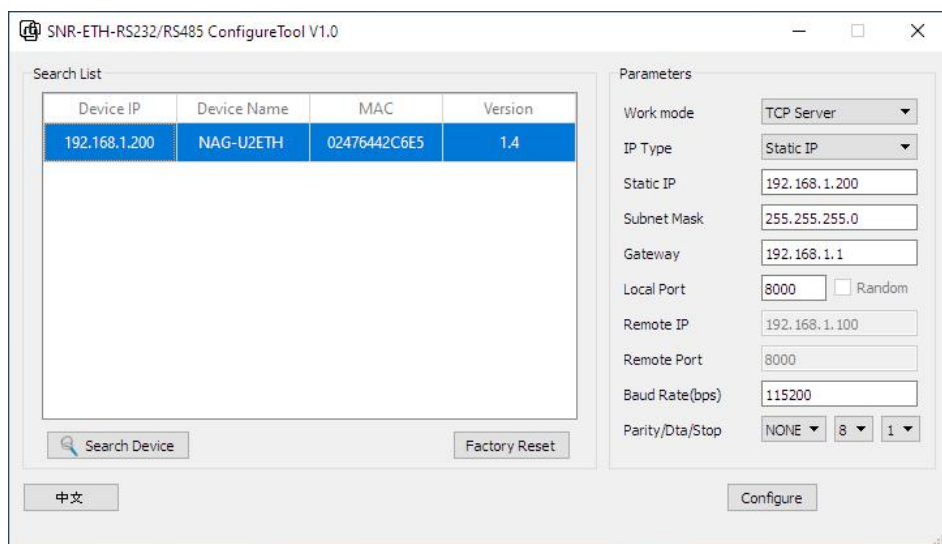 SNR-ETH-RS232/RS485 ConfigureTool V1.0
Search List
Device IP Device Name MAC Version
192.168.1.200 NAG-U2ETH 02476442C6E5 1.4
Search Device
Factory Reset
中文
Parameters
Work mode TCP Server
IP Type Static IP
Static IP 192.168.1.200
Subnet Mask 255.255.255.0
Gateway 192.168.1.1
Local Port 8000 Random
Remote IP 192.168.1.100
Remote Port 8000
Baud Rate(bps) 115200
Parity/Dta/Stop NONE 8 1
Configure